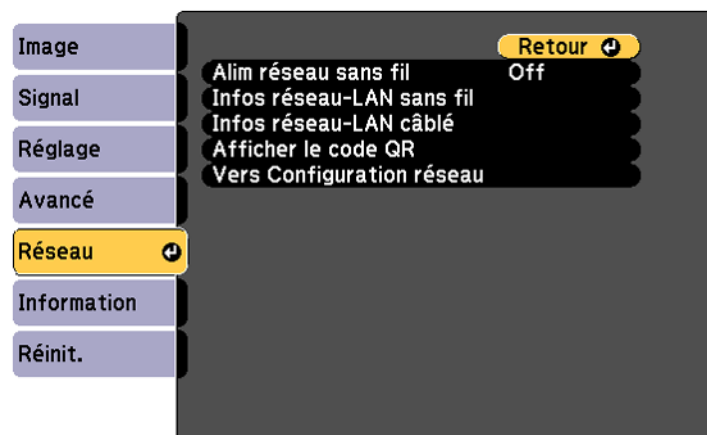 Image
Signal
Réglage
Avancé
Réseau
Information
Réinit.
Retour
Alim réseau sans fil Off
Infos réseau-LAN sans fil
Infos réseau-LAN câblé
Afficher le code QR
Vers Configuration réseau